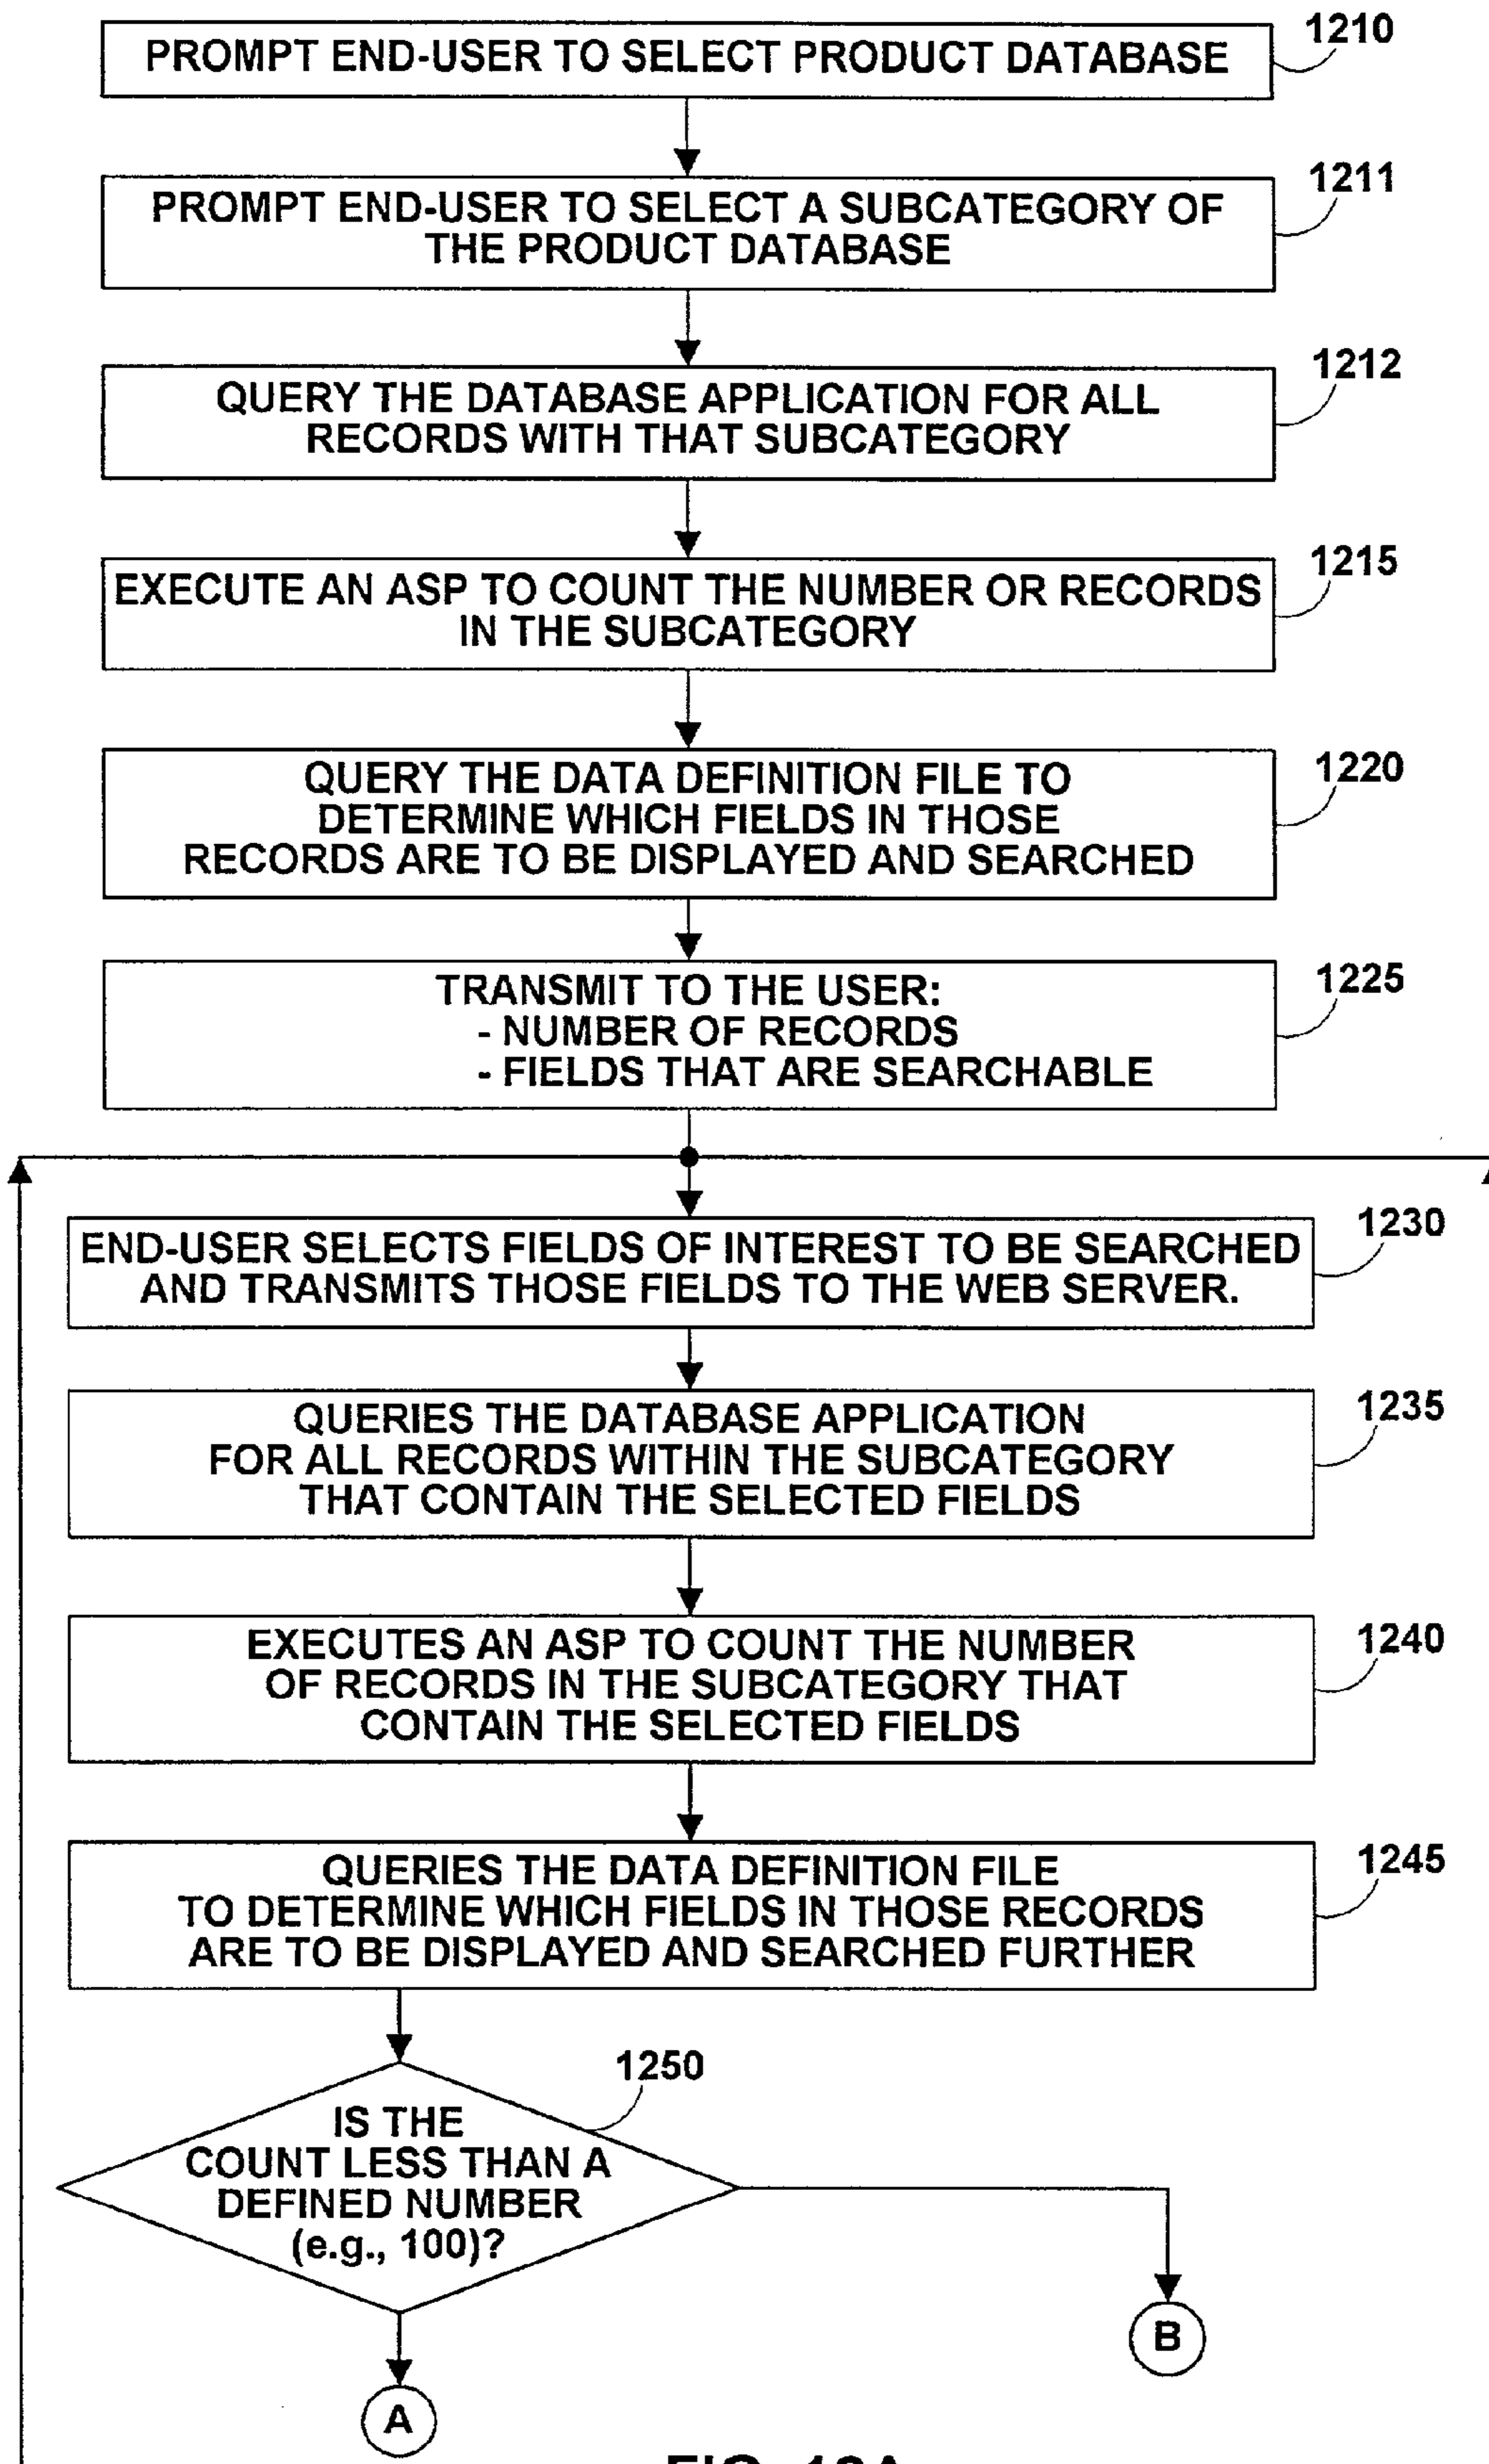 PROMPT END-USER TO SELECT PRODUCT DATABASE
1210
PROMPT END-USER TO SELECT A SUBCATEGORY OF
THE PRODUCT DATABASE
1211
QUERY THE DATABASE APPLICATION FOR ALL
RECORDS WITH THAT SUBCATEGORY
1212
EXECUTE AN ASP TO COUNT THE NUMBER OR RECORDS
IN THE SUBCATEGORY
1215
QUERY THE DATA DEFINITION FILE TO
DETERMINE WHICH FIELDS IN THOSE
RECORDS ARE TO BE DISPLAYED AND SEARCHED
1220
TRANSMIT TO THE USER:
- NUMBER OF RECORDS
- FIELDS THAT ARE SEARCHABLE
1225
END-USER SELECTS FIELDS OF INTEREST TO BE SEARCHED
AND TRANSMITS THOSE FIELDS TO THE WEB SERVER.
1230
QUERIES THE DATABASE APPLICATION
FOR ALL RECORDS WITHIN THE SUBCATEGORY
THAT CONTAIN THE SELECTED FIELDS
1235
EXECUTES AN ASP TO COUNT THE NUMBER
OF RECORDS IN THE SUBCATEGORY THAT
CONTAIN THE SELECTED FIELDS
1240
QUERIES THE DATA DEFINITION FILE
TO DETERMINE WHICH FIELDS IN THOSE RECORDS
ARE TO BE DISPLAYED AND SEARCHED FURTHER
1245
IS THE
COUNT LESS THAN A
DEFINED NUMBER
(e.g., 100)?
1250
B
A